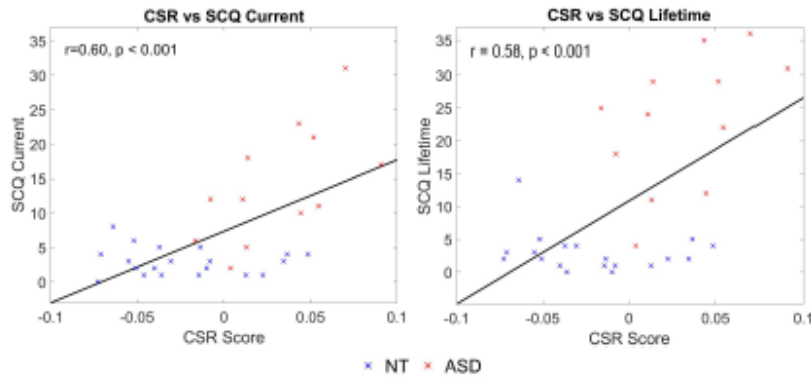 CSR vs SCQ Current
r=0.60, p < 0.001
SCQ Current
35
30
25
20
15
10
5
0
-0.1
-0.05
0
0.05
0.1
CSR Score
CSR vs SCQ Lifetime
r = 0.58, p < 0.001
SCQ Lifetime
35
30
25
20
15
10
5
0
-0.1
-0.05
0
0.05
0.1
CSR Score
NT ASD